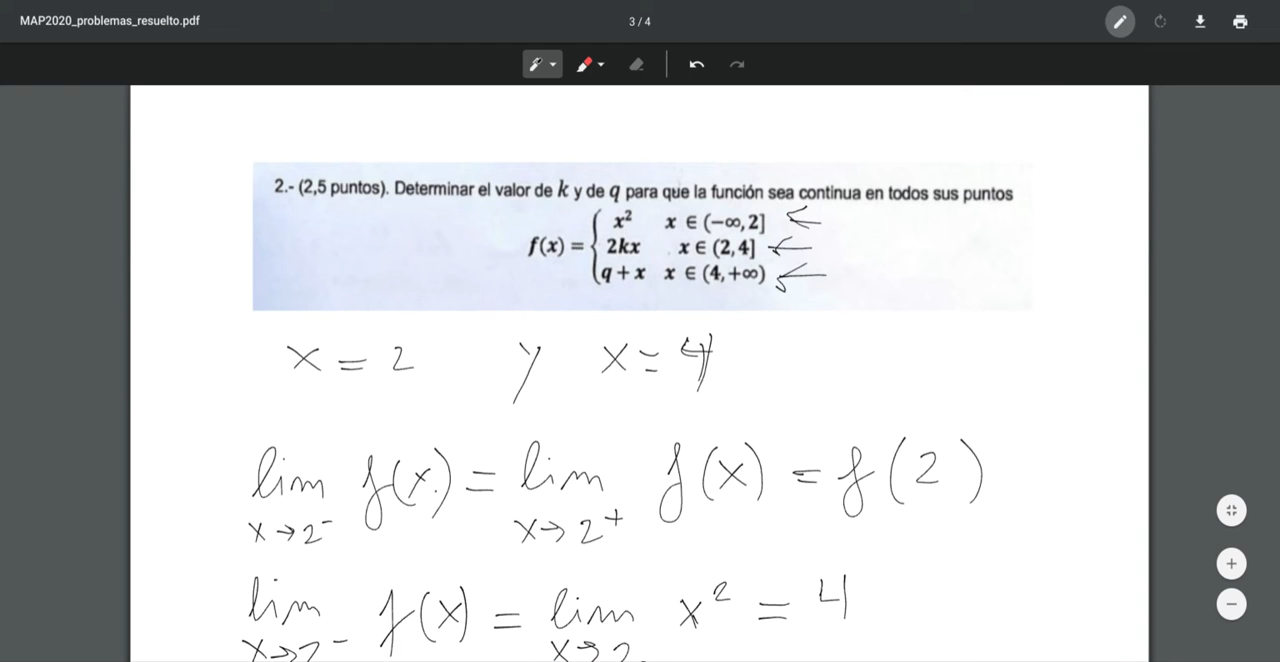 MAP2020_problemas_resuelto.pdf
3 / 4
2.- (2,5 puntos). Determinar el valor de k y de q para que la función sea continua en todos sus puntos
x² x ∈ (−∞, 2]
f(x) = { 2kx x ∈ (2, 4]
q + x x ∈ (4, +∞)
x = 2 y x = 4
lim f(x) = lim f(x) = f(2)
x→2⁻ x→2⁺
lim f(x) = lim x² = 4
x→2⁻ x→2